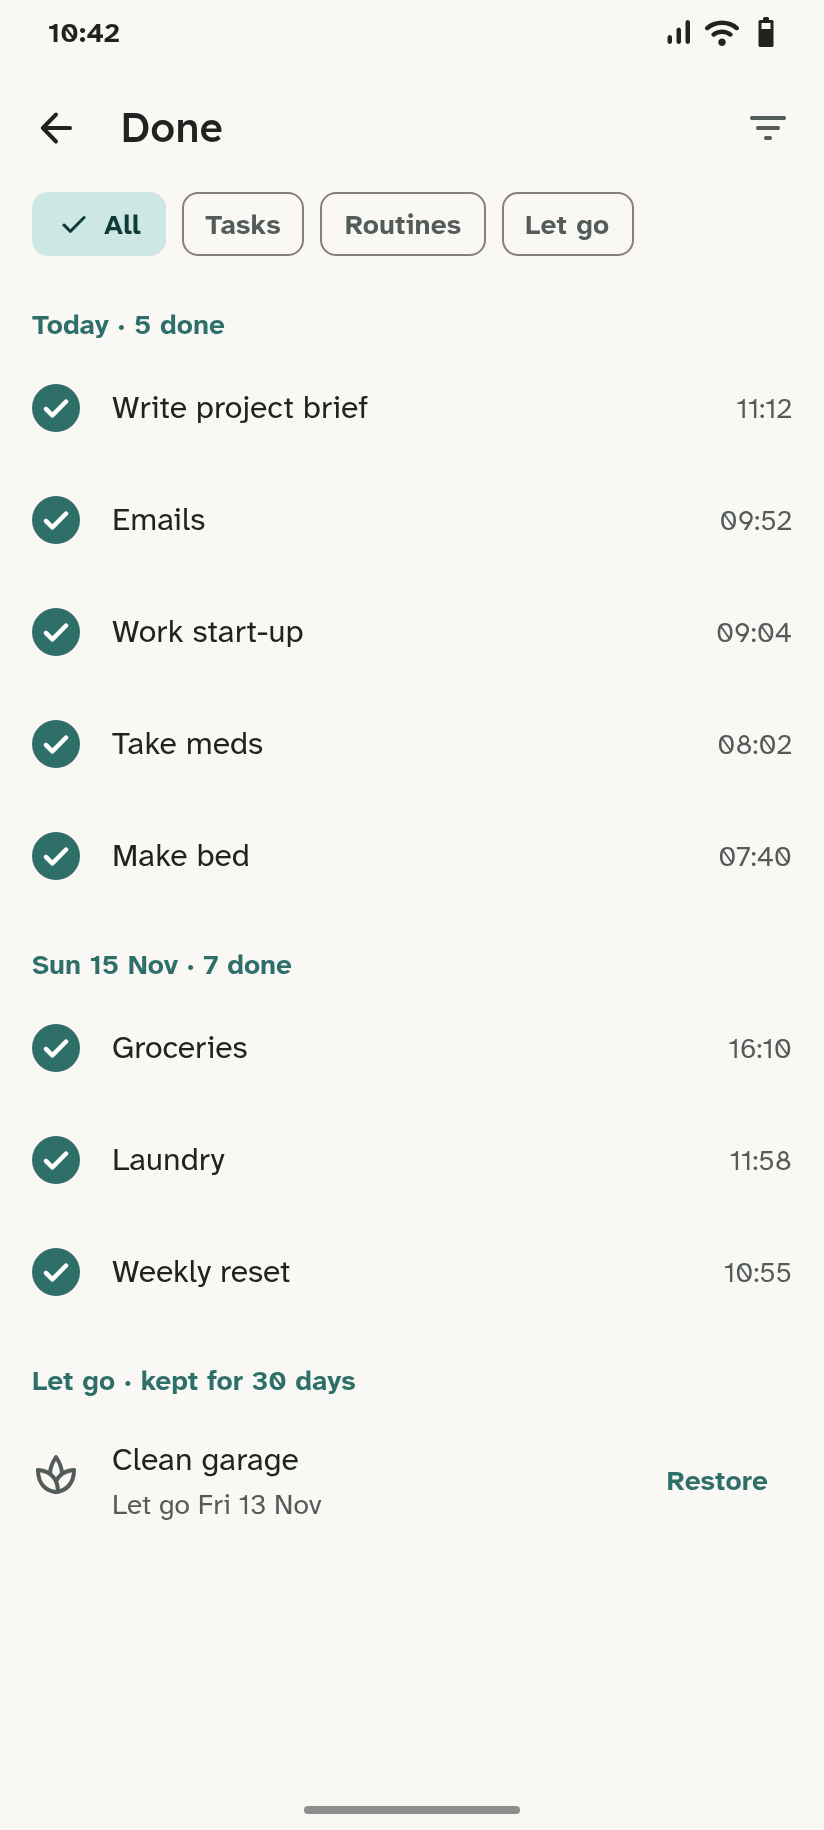 10:42
Done
All
Tasks
Routines
Let go
Today · 5 done
Write project brief
11:12
Emails
09:52
Work start-up
09:04
Take meds
08:02
Make bed
07:40
Sun 15 Nov · 7 done
Groceries
16:10
Laundry
11:58
Weekly reset
10:55
Let go · kept for 30 days
Clean garage
Let go Fri 13 Nov
Restore